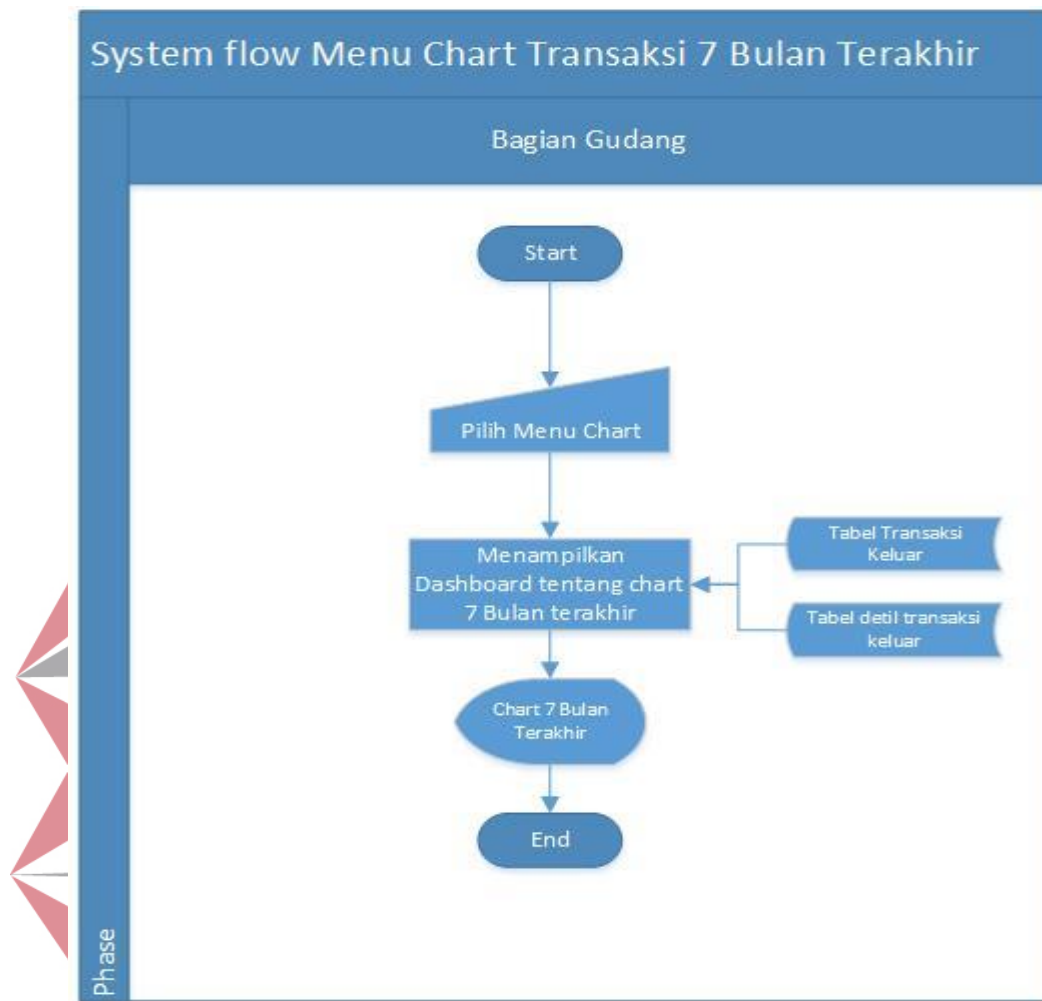 System flow Menu Chart Transaksi 7 Bulan Terakhir
Bagian Gudang
Start
Pilih Menu Chart
Menampilkan
Dashboard tentang chart
7 Bulan terakhir
Tabel Transaksi
Keluar
Tabel detil transaksi
keluar
Chart 7 Bulan
Terakhir
End
Phase